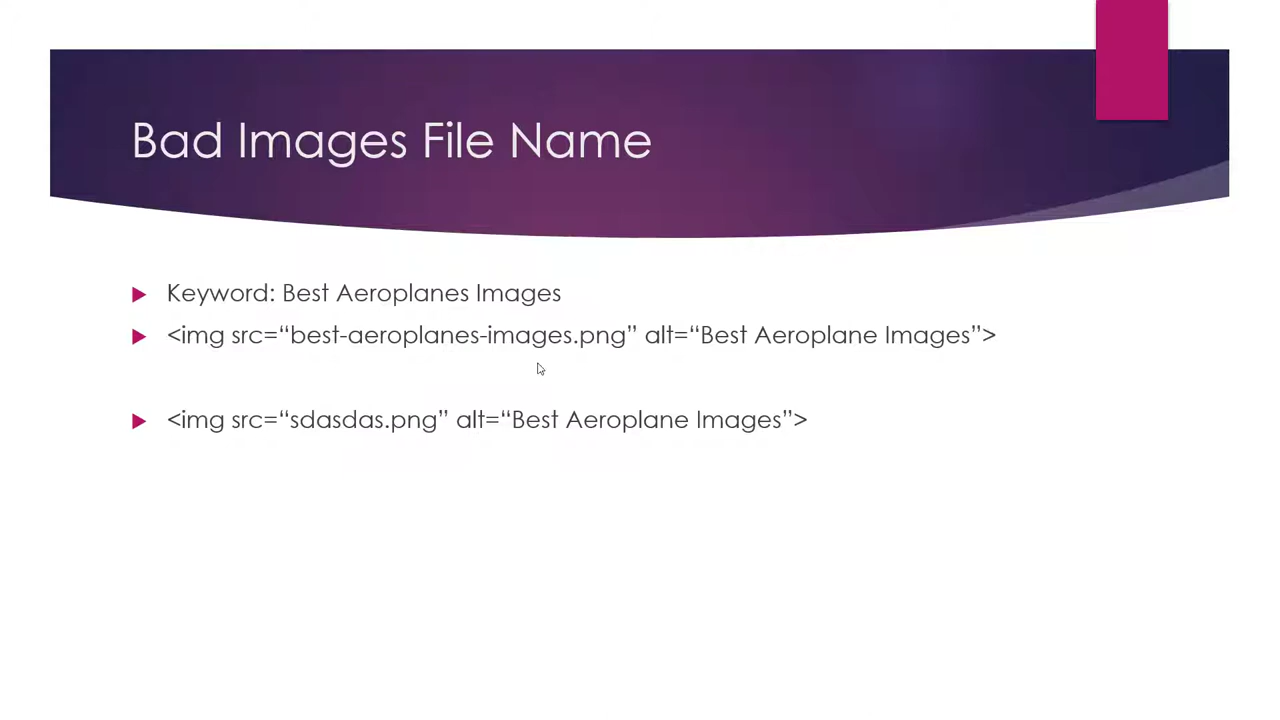 Bad Images File Name
Keyword: Best Aeroplanes Images
<img src=“best-aeroplanes-images.png” alt=“Best Aeroplane Images”>
<img src=“sdasdas.png” alt=“Best Aeroplane Images”>